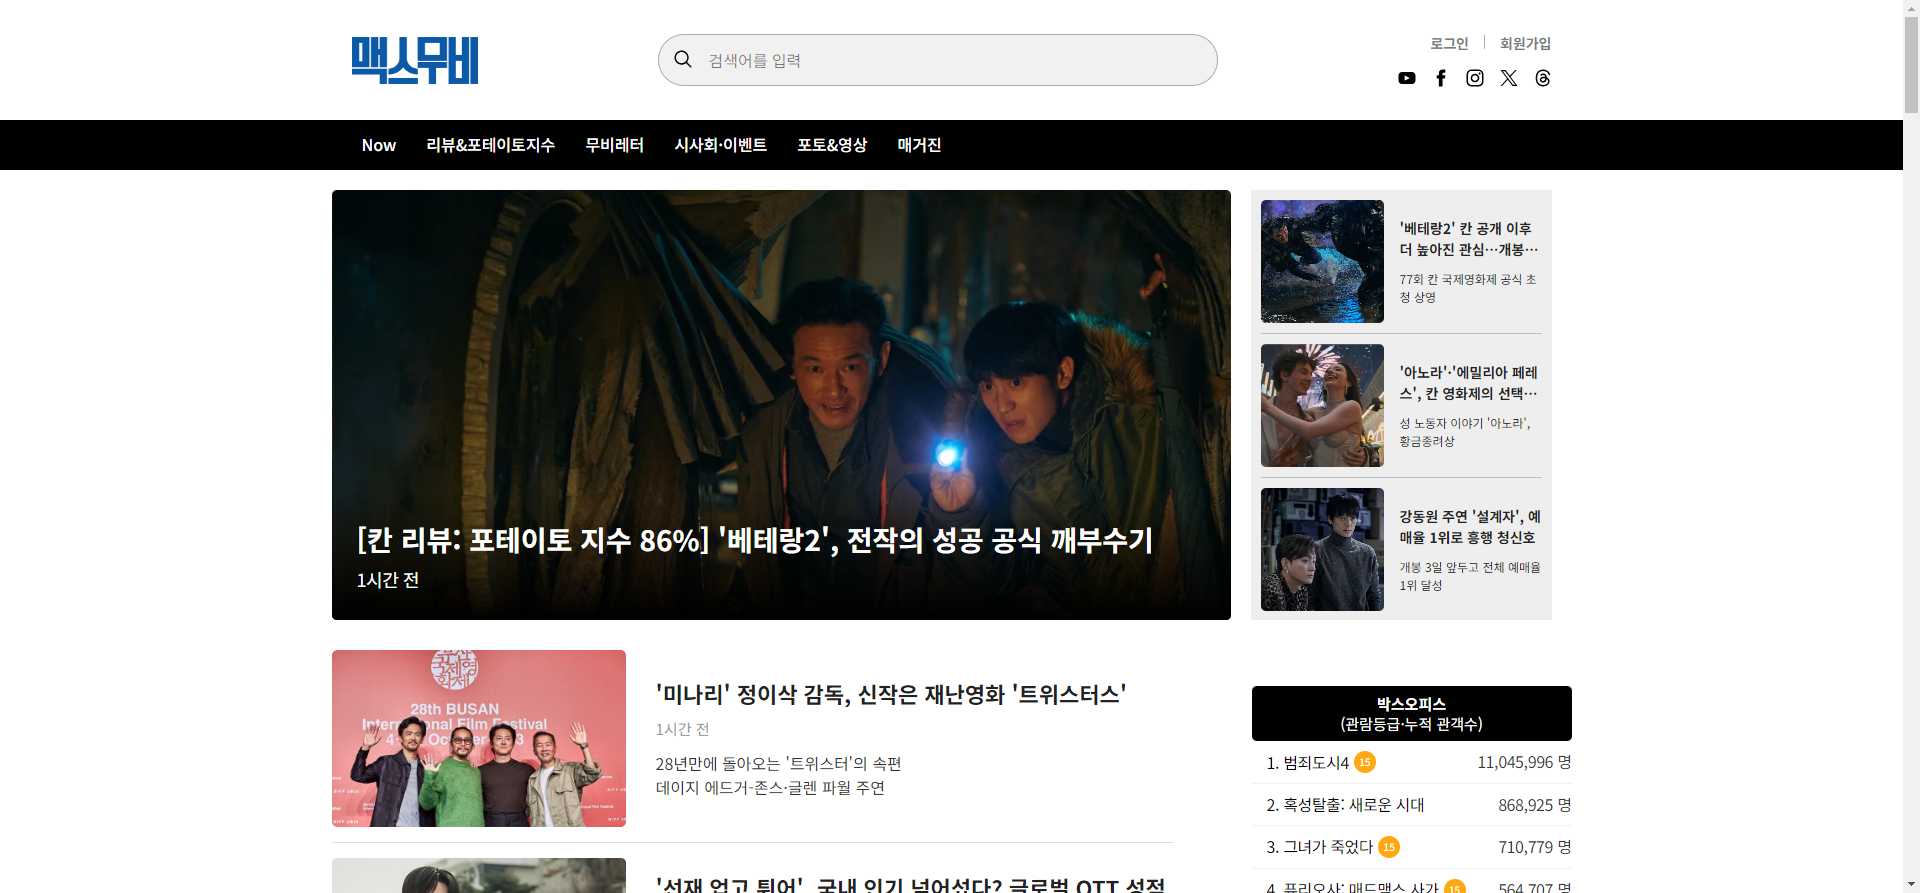 맥스무비
검색어를 입력
로그인
회원가입
Now
리뷰&포테이토지수
무비레터
시사회·이벤트
포토&영상
매거진
[칸 리뷰: 포테이토 지수 86%] '베테랑2', 전작의 성공 공식 깨부수기
1시간 전
'베테랑2' 칸 공개 이후
더 높아진 관심…개봉…
77회 칸 국제영화제 공식 초
청 상영
'아노라'·'에밀리아 페레
스', 칸 영화제의 선택…
성 노동자 이야기 '아노라',
황금종려상
강동원 주연 '설계자', 예
매율 1위로 흥행 청신호
개봉 3일 앞두고 전체 예매율
1위 달성
국제영
화제
28th BUSAN
International Film Festival
'미나리' 정이삭 감독, 신작은 재난영화 '트위스터스'
1시간 전
28년만에 돌아오는 '트위스터'의 속편
데이지 에드거-존스·글렌 파월 주연
박스오피스
(관람등급·누적 관객수)
1. 범죄도시4 15 11,045,996 명
2. 혹성탈출: 새로운 시대 868,925 명
3. 그녀가 죽었다 15 710,779 명
4. 퓨리오사: 매드맥스 사가 15 564,707 명
'선재 업고 튀어', 국내 인기 넘어섰다? 글로벌 OTT 성적